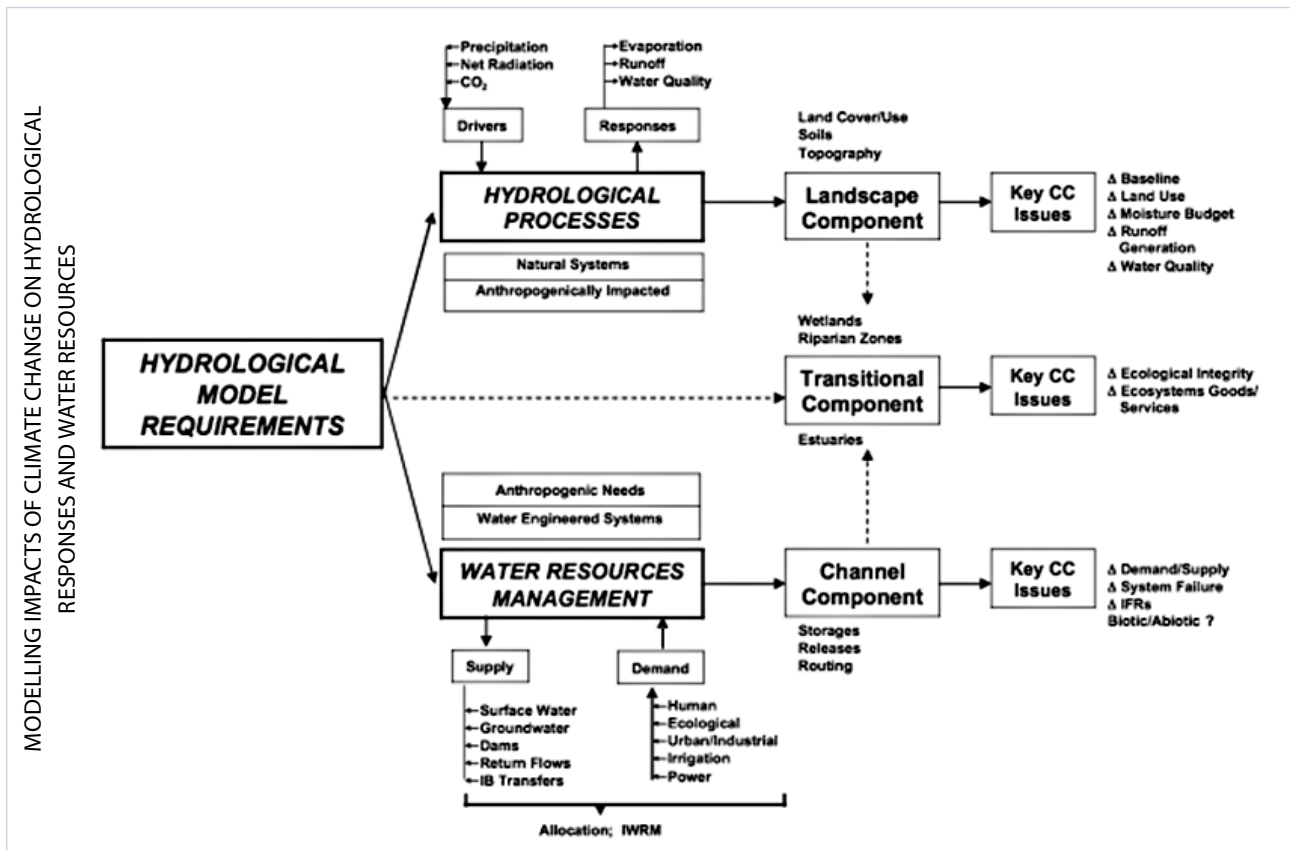 MODELLING IMPACTS OF CLIMATE CHANGE ON HYDROLOGICAL
RESPONSES AND WATER RESOURCES
Precipitation
Net Radiation
CO₂
Drivers
Evaporation
Runoff
Water Quality
Responses
HYDROLOGICAL
PROCESSES
Natural Systems
Anthropogenically Impacted
Land Cover/Use
Soils
Topography
Landscape
Component
Key CC
Issues
Δ Baseline
Δ Land Use
Δ Moisture Budget
Δ Runoff
Generation
Δ Water Quality
HYDROLOGICAL
MODEL
REQUIREMENTS
Wetlands
Riparian Zones
Transitional
Component
Estuaries
Key CC
Issues
Δ Ecological Integrity
Δ Ecosystems Goods/
Services
Anthropogenic Needs
Water Engineered Systems
WATER RESOURCES
MANAGEMENT
Channel
Component
Storages
Releases
Routing
Key CC
Issues
Δ Demand/Supply
Δ System Failure
Δ IFRs
Biotic/Abiotic ?
Supply
Surface Water
Groundwater
Dams
Return Flows
IB Transfers
Demand
Human
Ecological
Urban/Industrial
Irrigation
Power
Allocation; IWRM